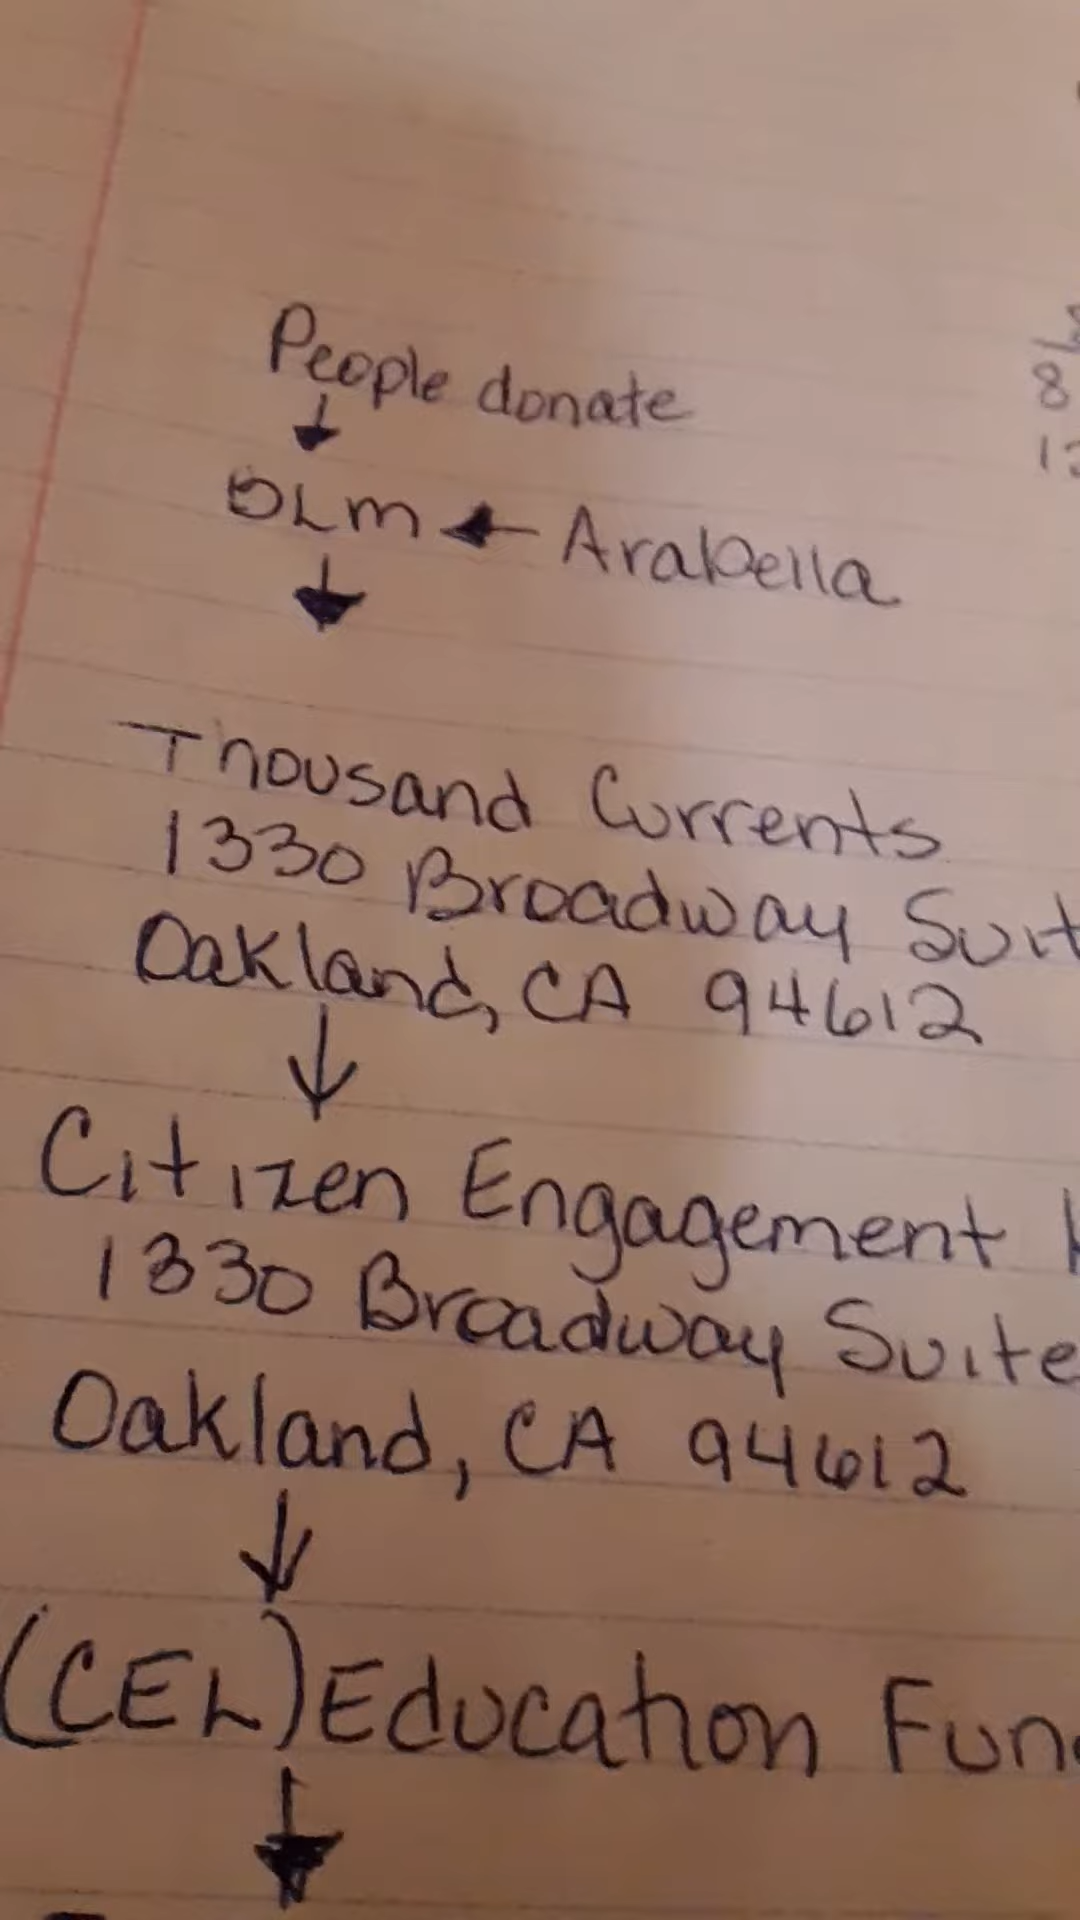 People donate
↓
BLM ← Arabella
↓
Thousand Currents
1330 Broadway Suit
Oakland, CA 94612
↓
Citizen Engagement
1330 Broadway Suite
Oakland, CA 94612
↓
(CEL) Education Fun
↓